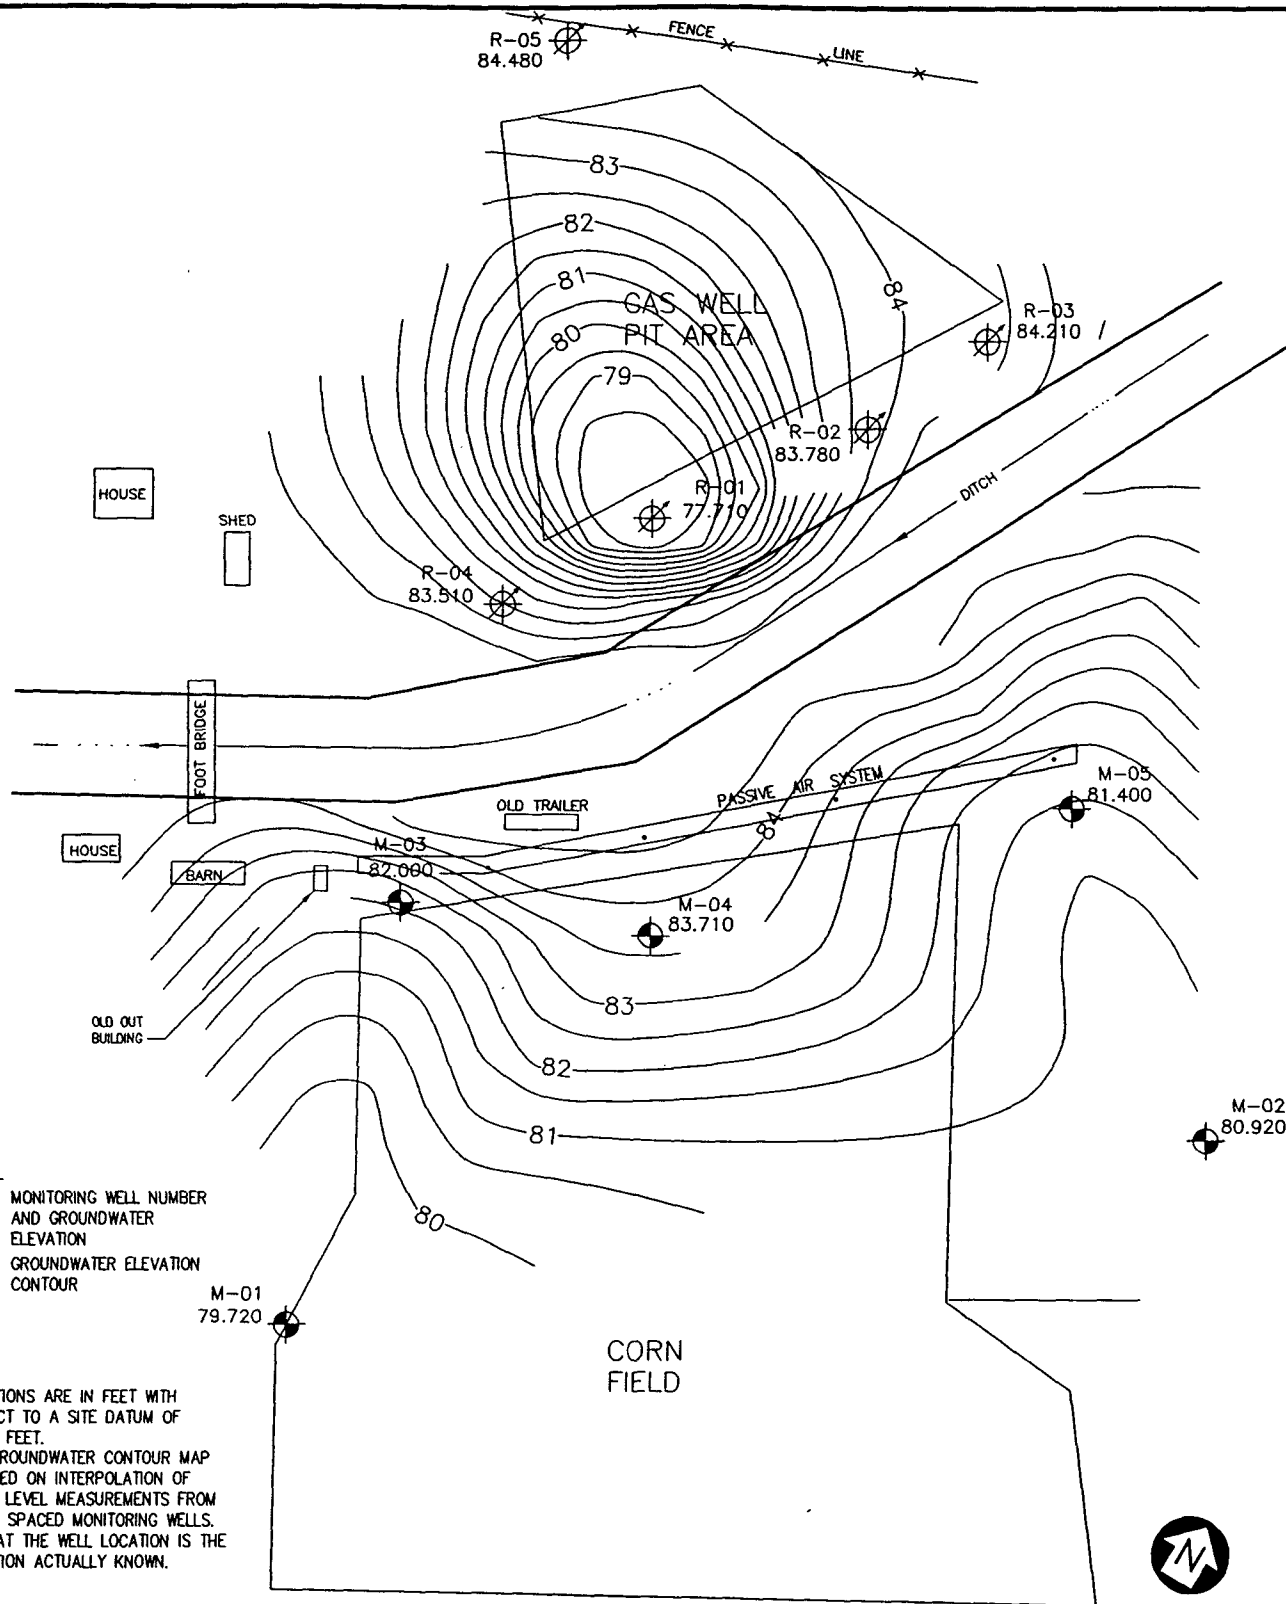 FENCE
LINE
R-05
84.480
83
82
81
80
79
84
GAS WELL
PIT AREA
R-03
84.210
R-02
83.780
R-01
77.710
HOUSE
SHED
R-04
83.510
DITCH
FOOT BRIDGE
OLD TRAILER
PASSIVE AIR SYSTEM
84
M-05
81.400
HOUSE
BARN
M-03
82.000
M-04
83.710
83
OLD OUT
BUILDING
82
81
80
M-02
80.920
MONITORING WELL NUMBER
AND GROUNDWATER
ELEVATION
GROUNDWATER ELEVATION
CONTOUR
M-01
79.720
CORN
FIELD
TIONS ARE IN FEET WITH
CT TO A SITE DATUM OF
FEET.
ROUNDWATER CONTOUR MAP
ED ON INTERPOLATION OF
LEVEL MEASUREMENTS FROM
SPACED MONITORING WELLS.
AT THE WELL LOCATION IS THE
TION ACTUALLY KNOWN.
N